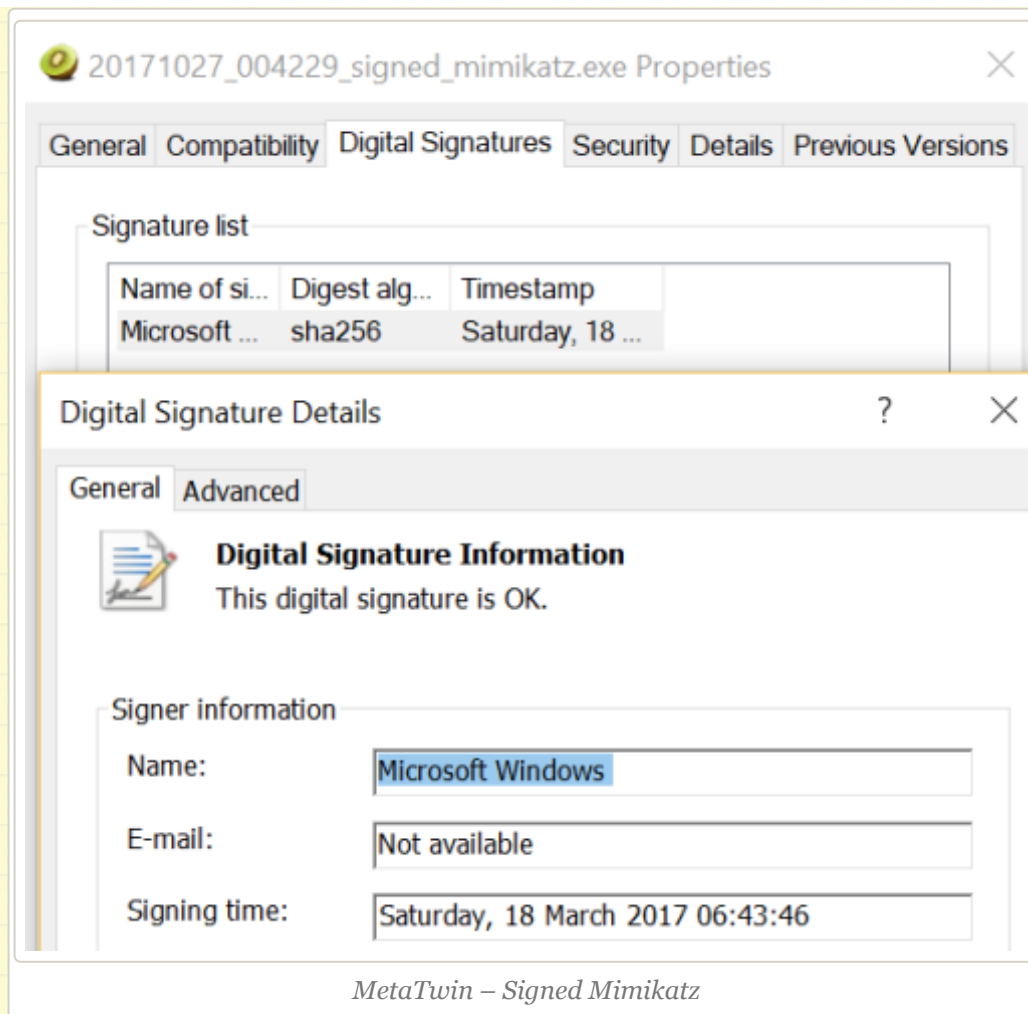 20171027_004229_signed_mimikatz.exe Properties
General Compatibility Digital Signatures Security Details Previous Versions
Signature list
Name of si... Digest alg... Timestamp
Microsoft ... sha256 Saturday, 18 ...
Digital Signature Details ?
General Advanced
Digital Signature Information
This digital signature is OK.
Signer information
Name: Microsoft Windows
E-mail: Not available
Signing time: Saturday, 18 March 2017 06:43:46
MetaTwin – Signed Mimikatz